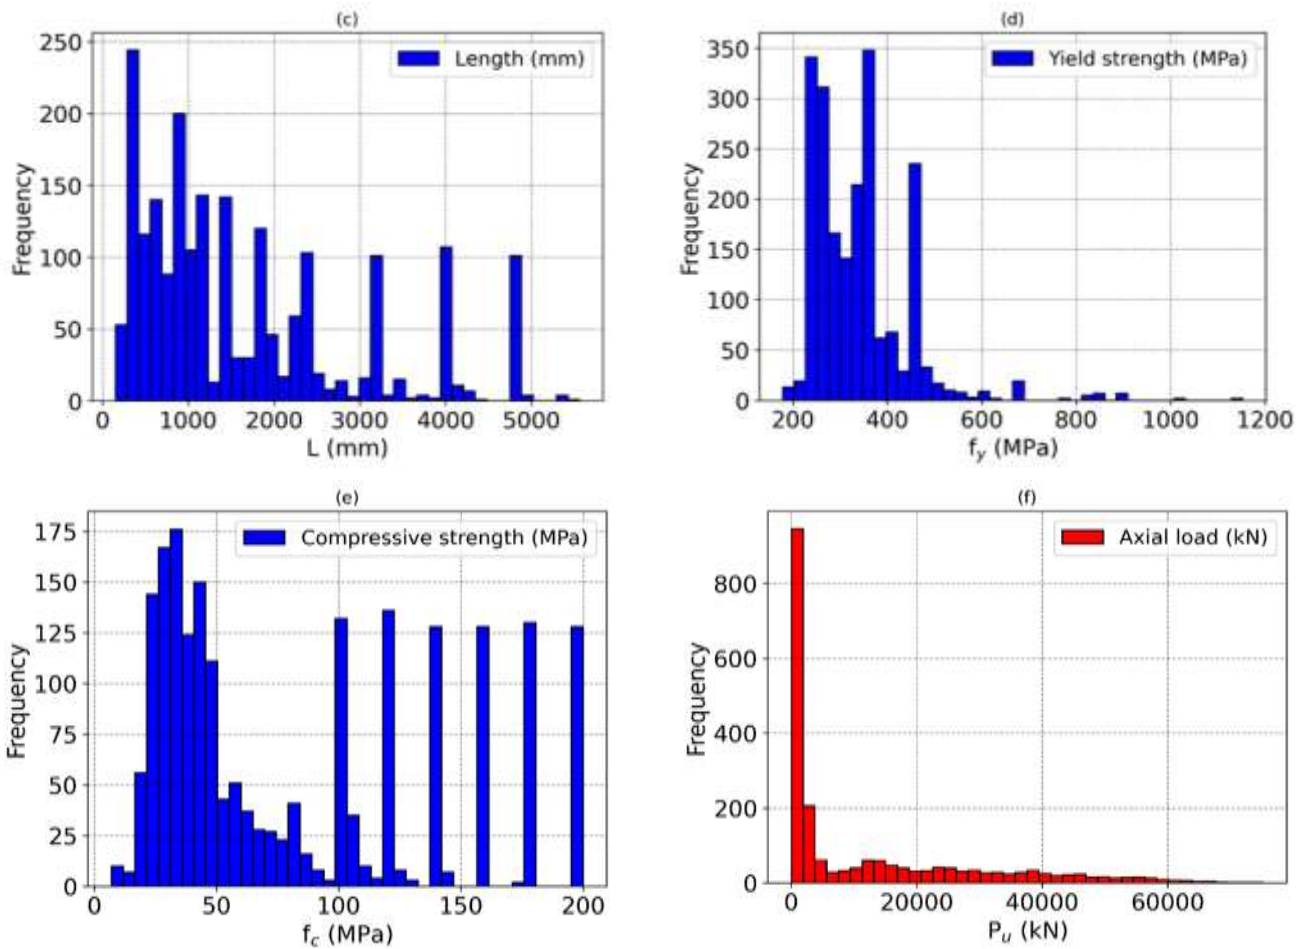 (c)
Length (mm)
250
200
150
100
50
0
Frequency
0 1000 2000 3000 4000 5000
L (mm)
(d)
Yield strength (MPa)
350
300
250
200
150
100
50
0
Frequency
200 400 600 800 1000 1200
f_y (MPa)
(e)
Compressive strength (MPa)
175
150
125
100
75
50
25
0
Frequency
0 50 100 150 200
f_c (MPa)
(f)
Axial load (kN)
800
600
400
200
0
Frequency
0 20000 40000 60000
P_u (kN)